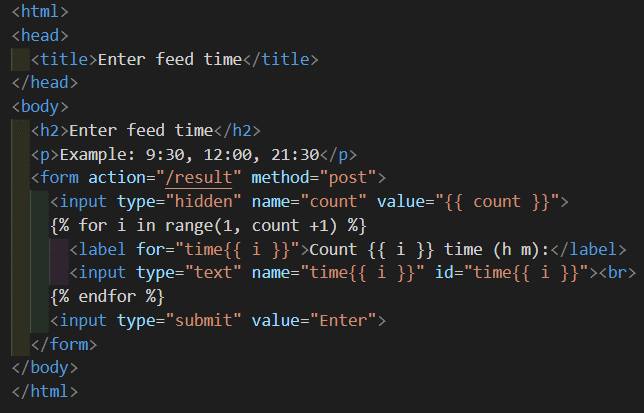 <html>
<head>
<title>Enter feed time</title>
</head>
<body>
<h2>Enter feed time</h2>
<p>Example: 9:30, 12:00, 21:30</p>
<form action="/result" method="post">
<input type="hidden" name="count" value="{{ count }}">
{% for i in range(1, count +1) %}
<label for="time{{ i }}">Count {{ i }} time (h m):</label>
<input type="text" name="time{{ i }}" id="time{{ i }}"><br>
{% endfor %}
<input type="submit" value="Enter">
</form>
</body>
</html>